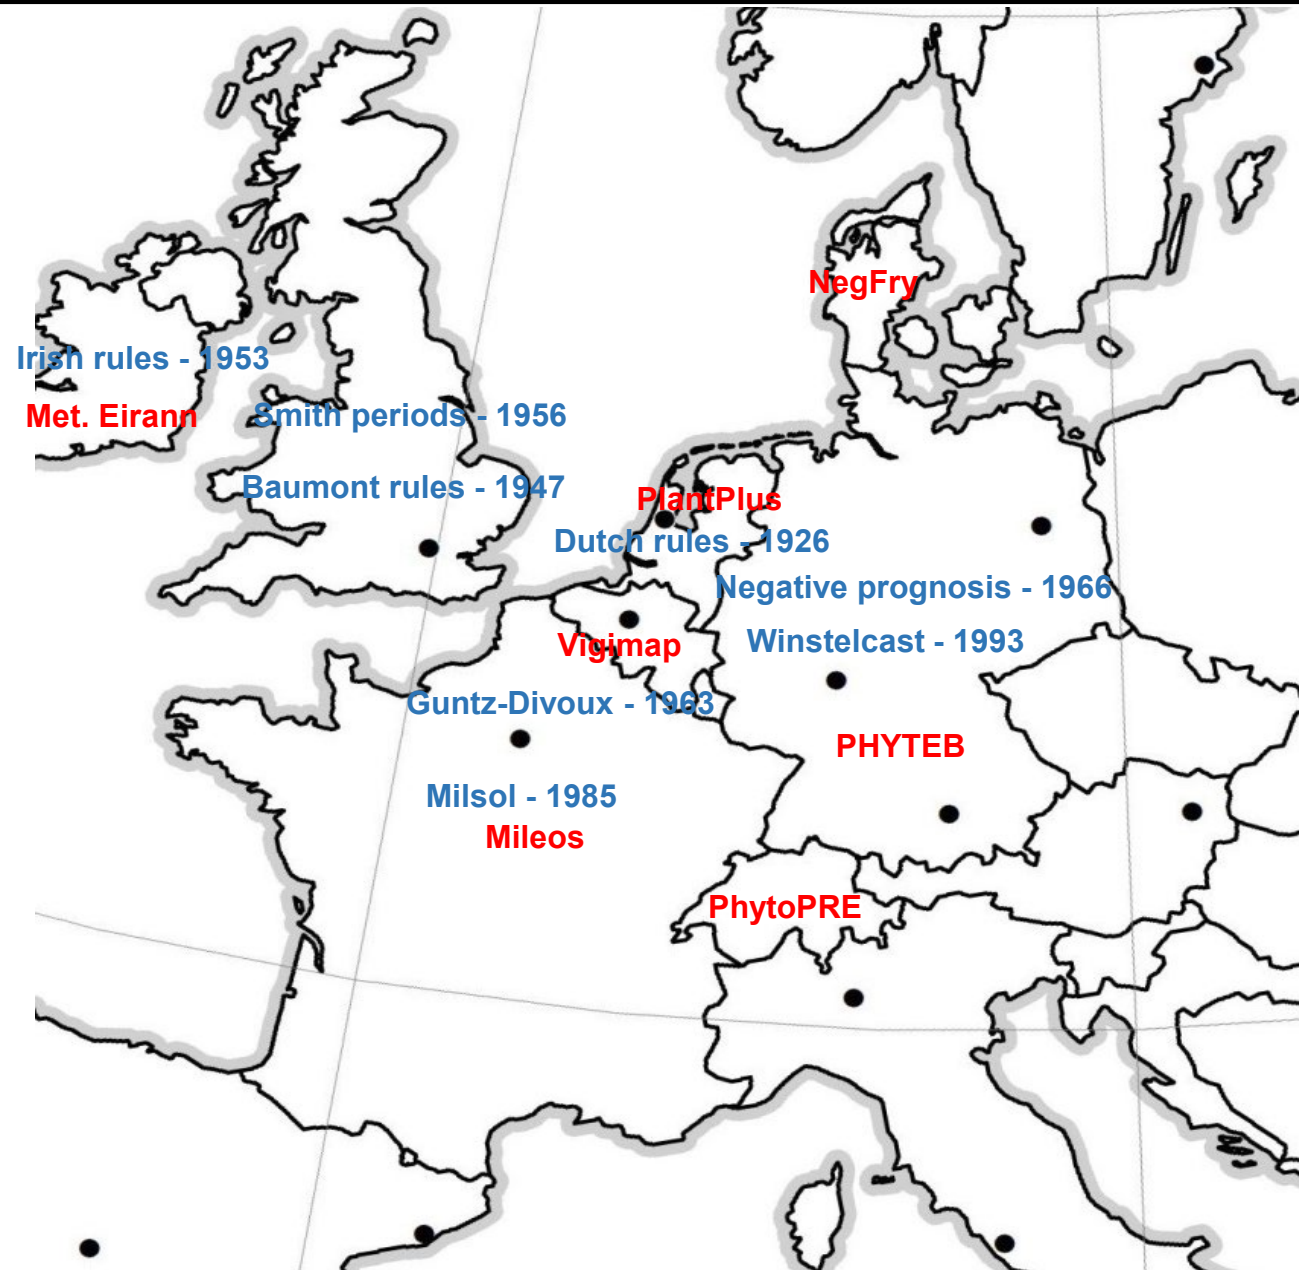 NegFry
Irish rules - 1953
Met. Eirann
Smith periods - 1956
Baumont rules - 1947
PlantPlus
Dutch rules - 1926
Negative prognosis - 1966
Vigimap
Winstelcast - 1993
Guntz-Divoux - 1963
PHYTEB
Milsol - 1985
Mileos
PhytoPRE